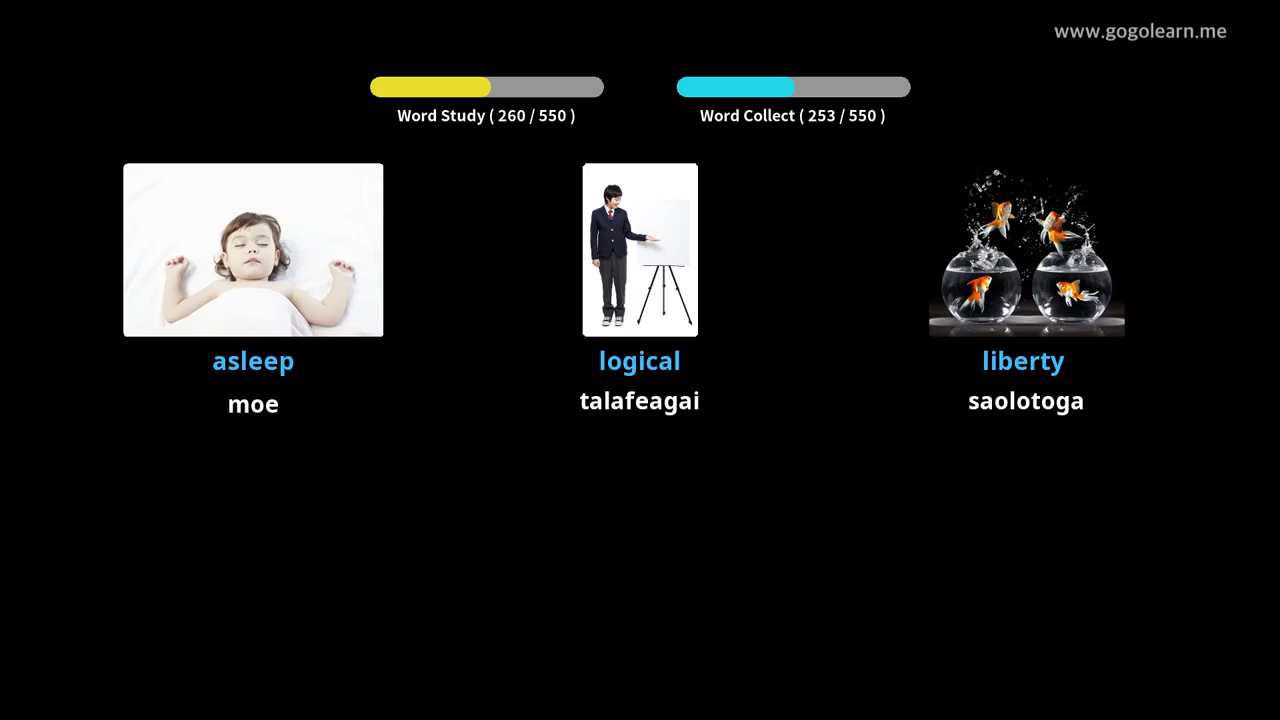 www.gogolearn.me
Word Study ( 260 / 550 )
Word Collect ( 253 / 550 )
asleep
logical
liberty
moe
talafeagai
saolotoga